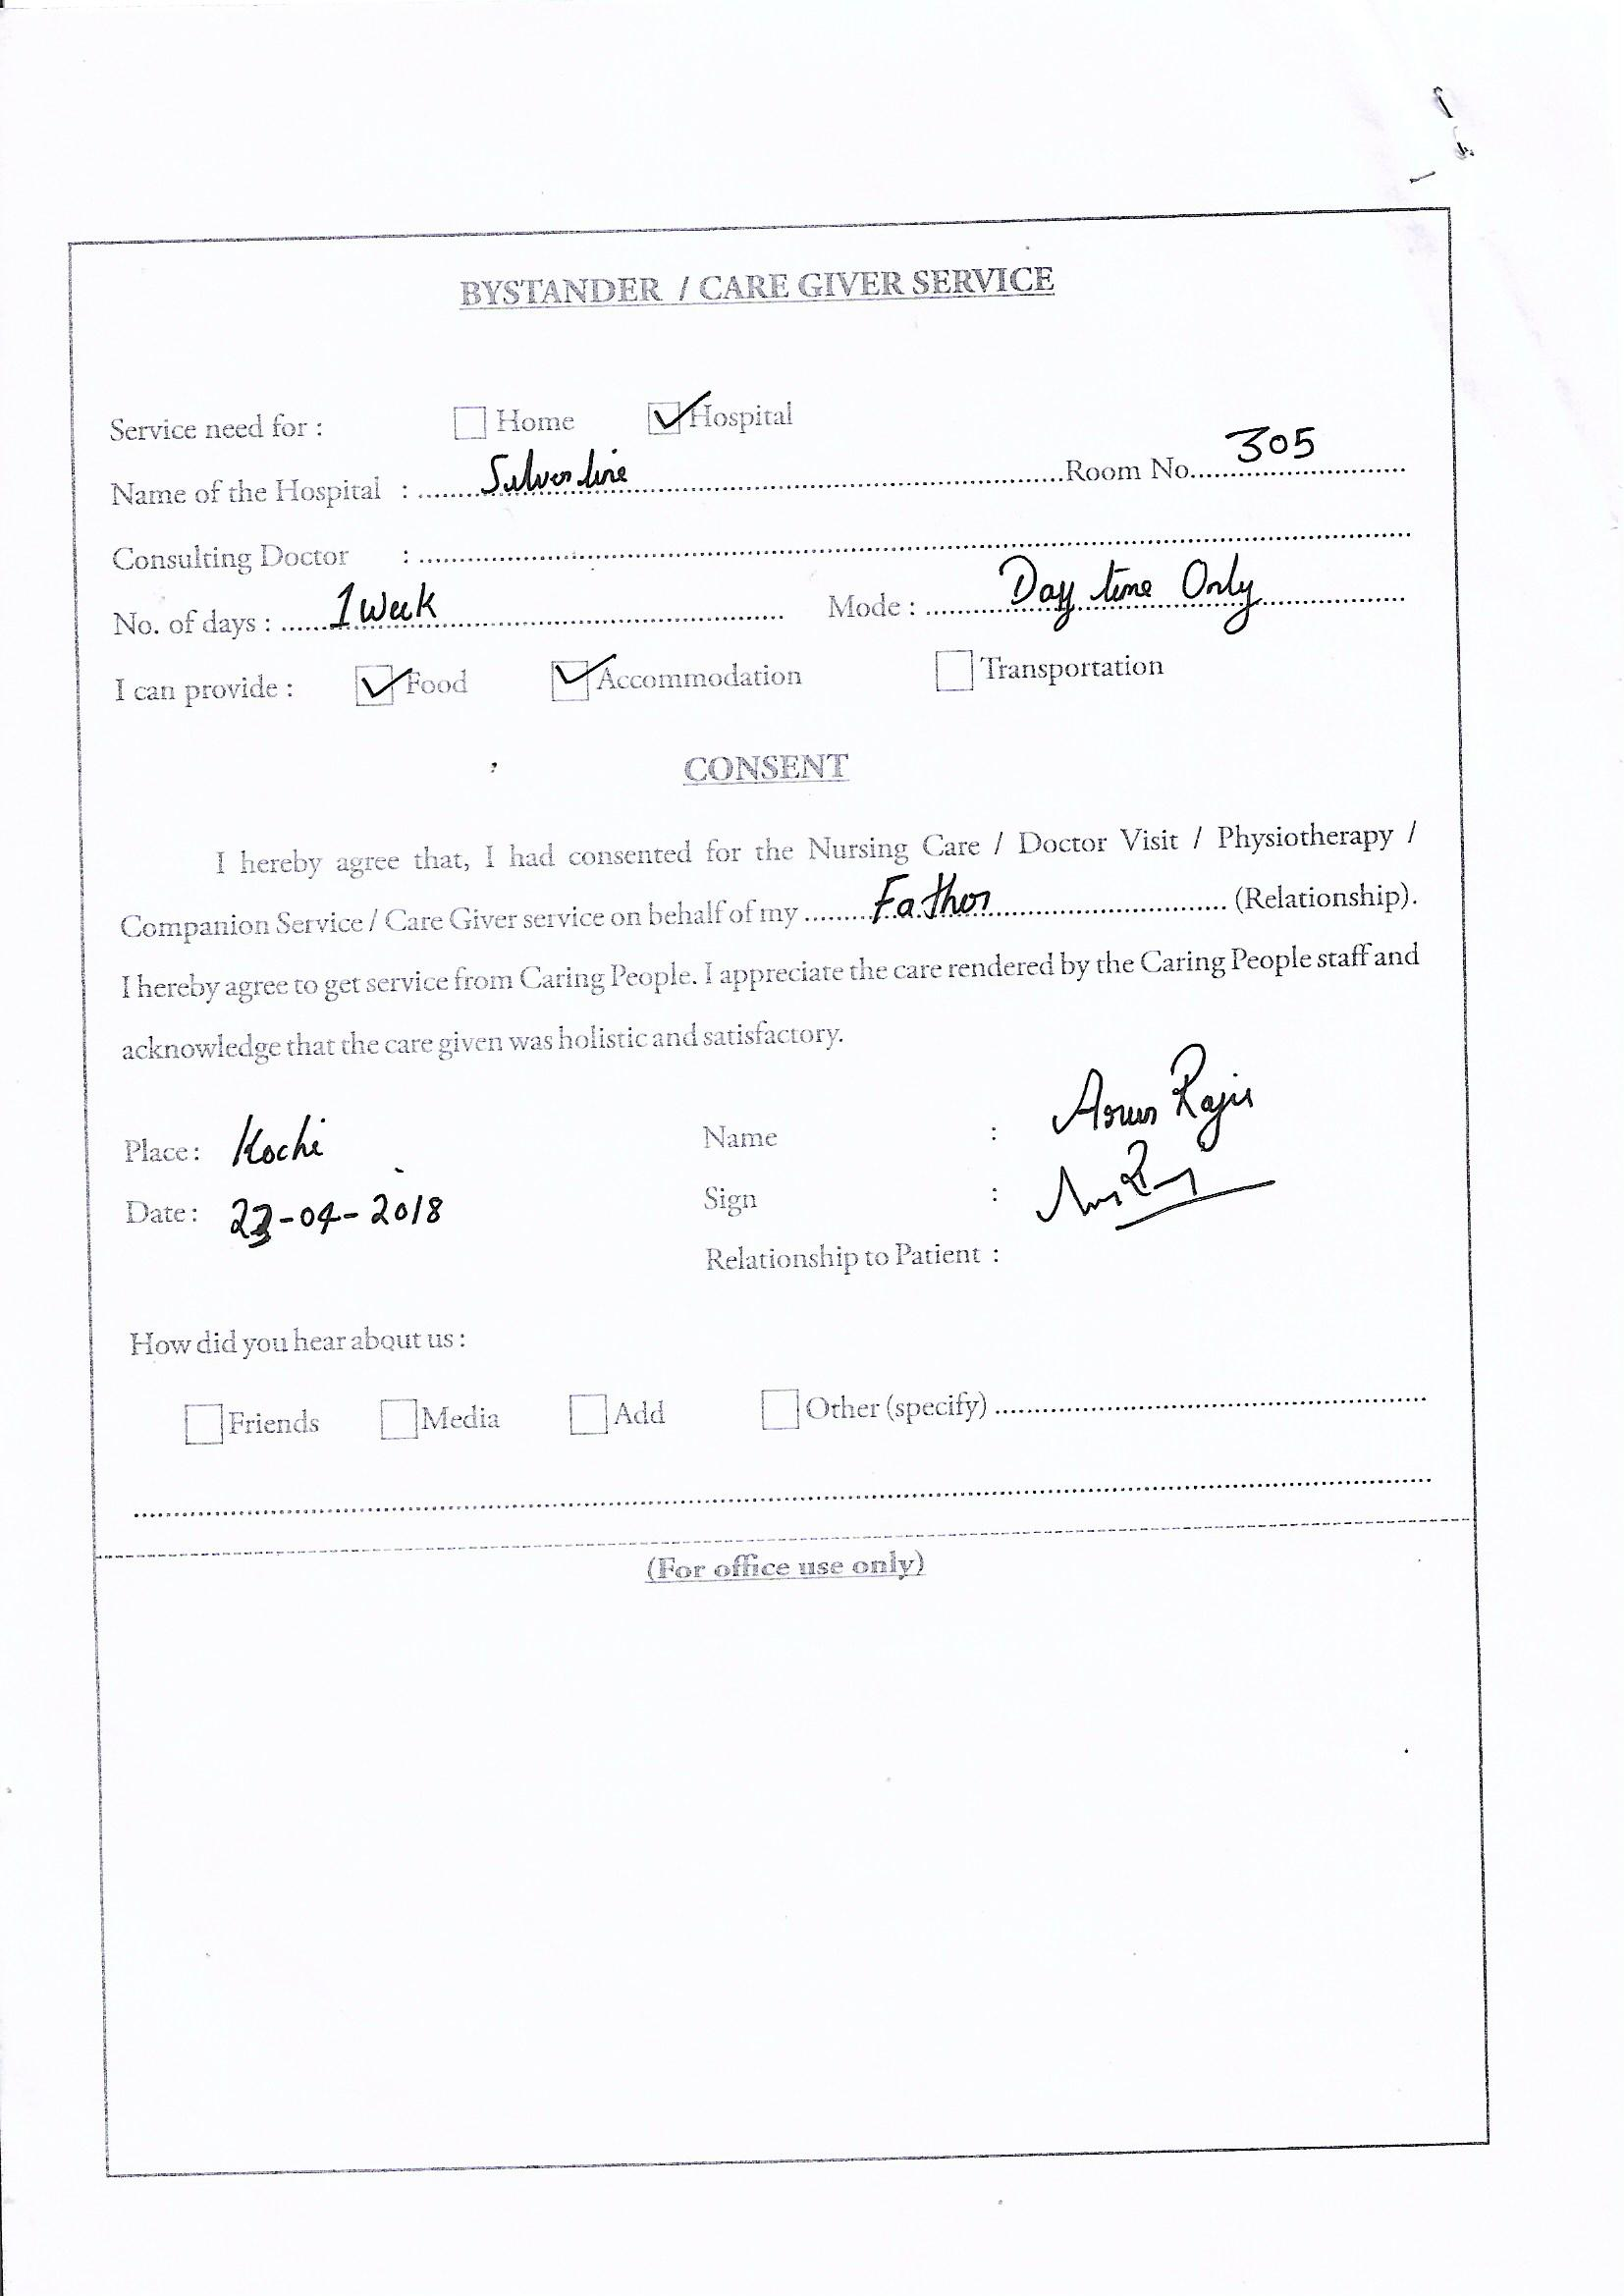 BYSTANDER / CARE GIVER SERVICE
Service need for : Home Hospital
Name of the Hospital : Silverline Room No. 305
Consulting Doctor :
No. of days : 1 Week Mode : Day time Only
I can provide : Food Accommodation Transportation
CONSENT
I hereby agree that, I had consented for the Nursing Care / Doctor Visit / Physiotherapy /
Companion Service / Care Giver service on behalf of my Father (Relationship).
I hereby agree to get service from Caring People. I appreciate the care rendered by the Caring People staff and
acknowledge that the care given was holistic and satisfactory.
Place : Kochi Name :
Date : 23-04-2018 Sign :
Relationship to Patient :
How did you hear about us :
Friends Media Add Other (specify)
(For office use only)